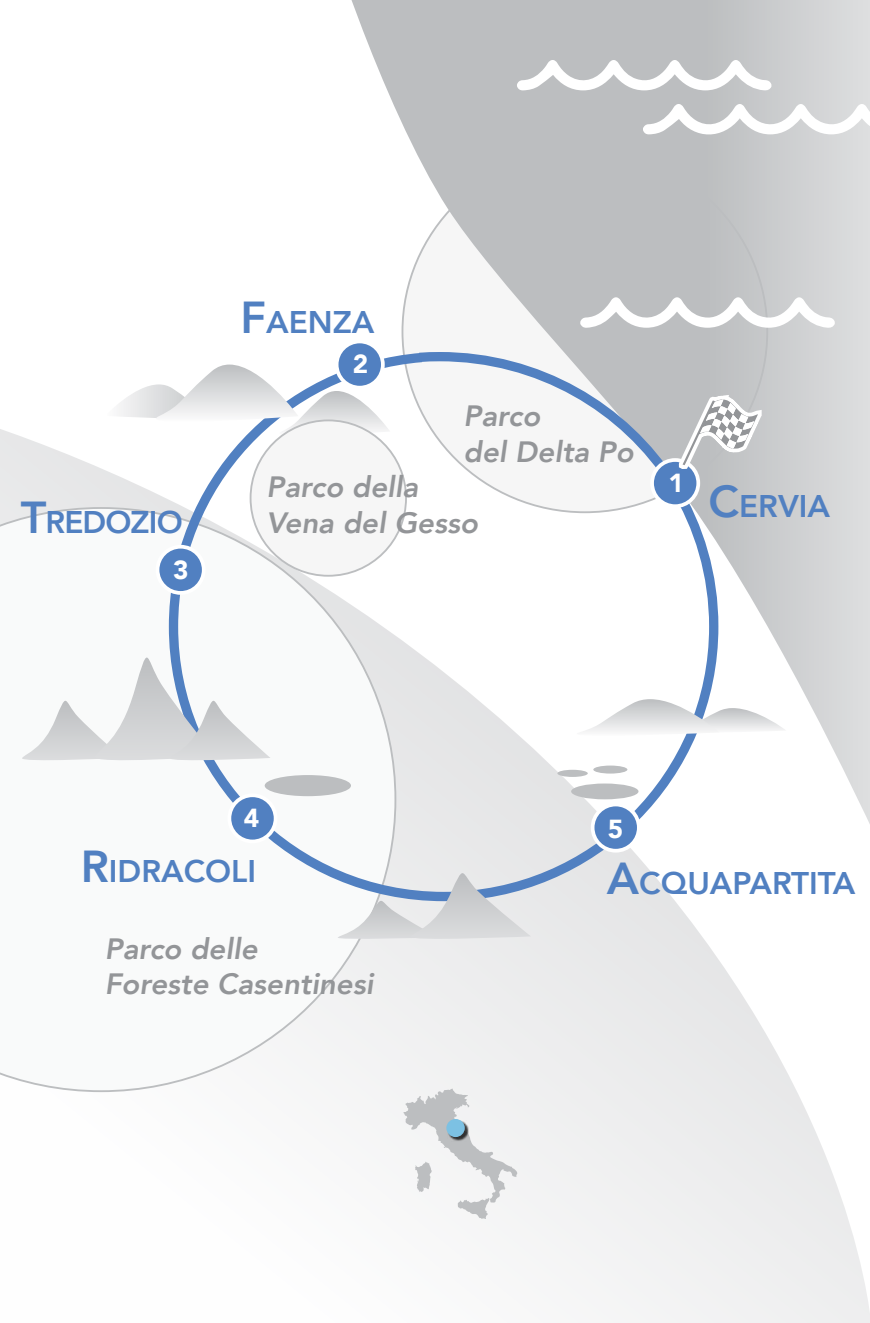 FAENZA
2
Parco
del Delta Po
1
CERVIA
Parco della
Vena del Gesso
TREDOZIO
3
4
RIDRACOLI
5
ACQUAPARTITA
Parco delle
Foreste Casentinesi